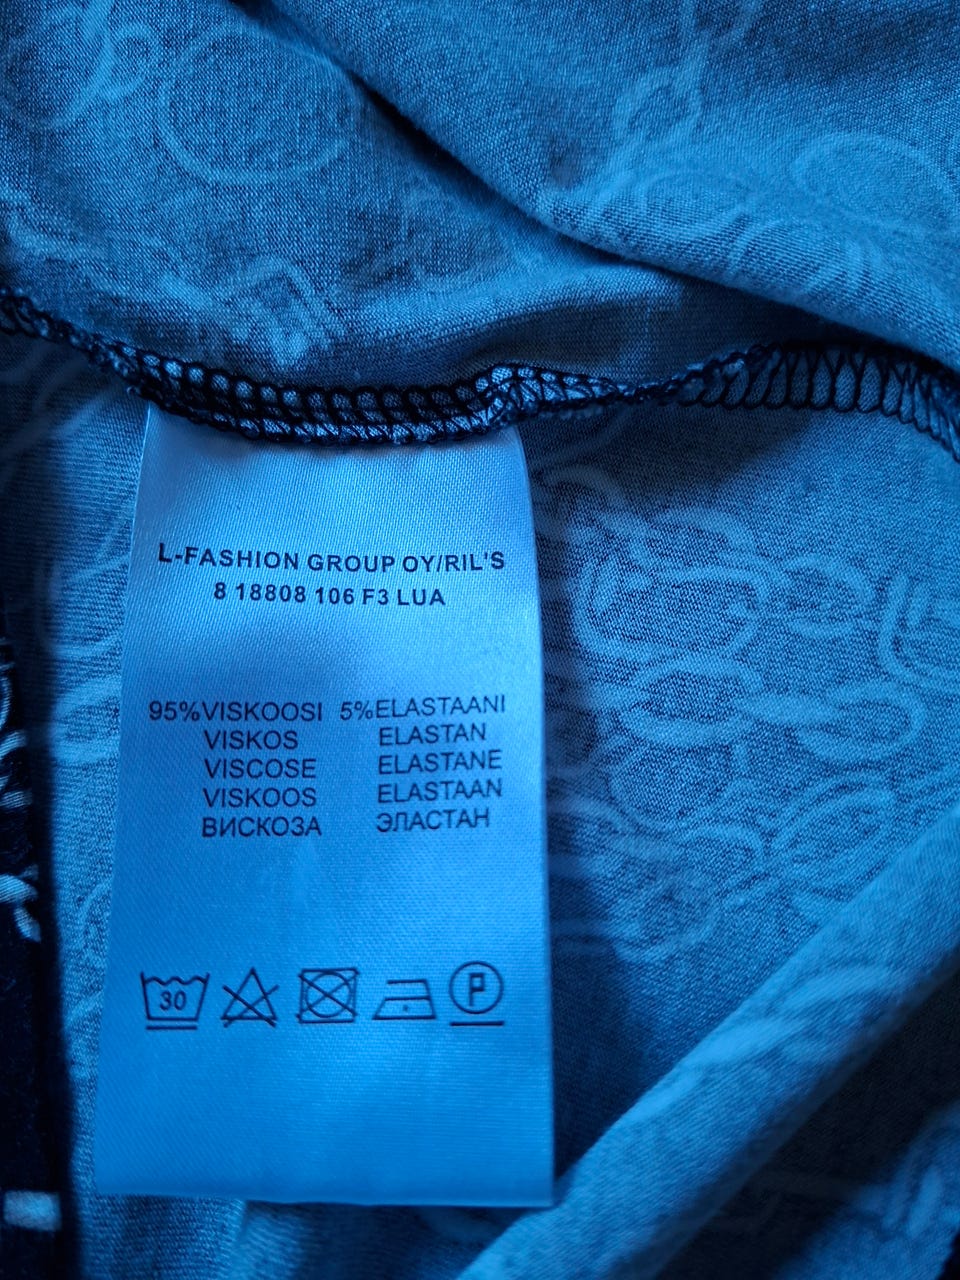 L-FASHION GROUP OY/RIL'S
8 18808 106 F3 LUA
95%VISKOOSI 5%ELASTAANI
VISKOS ELASTAN
VISCOSE ELASTANE
VISKOOS ELASTAAN
ВИСКОЗА ЭЛАСТАН
30 P